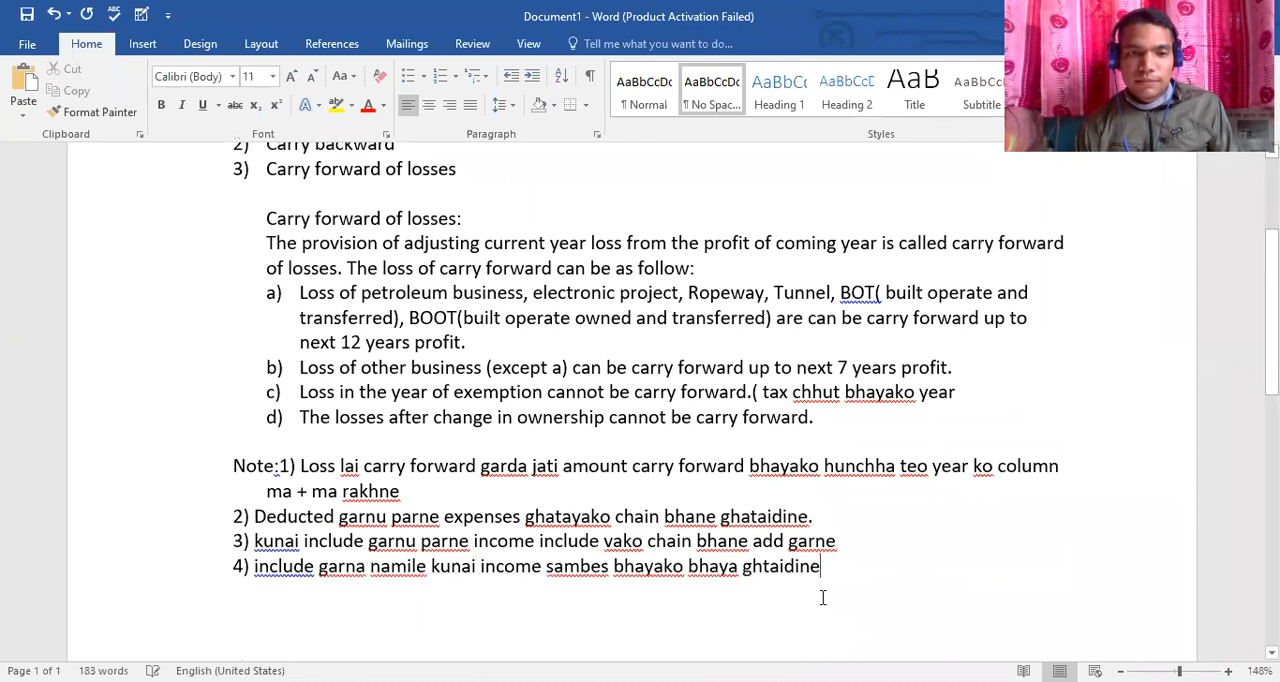 Document1 - Word (Product Activation Failed)
File Home Insert Design Layout References Mailings Review View Tell me what you want to do...
Paste
Cut
Copy
Format Painter
Calibri (Body) 11
AaBbCcDc AaBbCcDc AaBbCc AaBbCcD AaB AaBbCcD
¶ Normal ¶ No Spac... Heading 1 Heading 2 Title Subtitle
Clipboard Font Paragraph Styles
2) Carry backward
3) Carry forward of losses
Carry forward of losses:
The provision of adjusting current year loss from the profit of coming year is called carry forward
of losses. The loss of carry forward can be as follow:
a) Loss of petroleum business, electronic project, Ropeway, Tunnel, BOT( built operate and
transferred), BOOT(built operate owned and transferred) are can be carry forward up to
next 12 years profit.
b) Loss of other business (except a) can be carry forward up to next 7 years profit.
c) Loss in the year of exemption cannot be carry forward.( tax chhut bhayako year
d) The losses after change in ownership cannot be carry forward.
Note:1) Loss lai carry forward garda jati amount carry forward bhayako hunchha teo year ko column
ma + ma rakhne
2) Deducted garnu parne expenses ghatayako chain bhane ghataidine.
3) kunai include garnu parne income include vako chain bhane add garne
4) include garna namile kunai income sambes bhayako bhaya ghtaidine
Page 1 of 1 183 words English (United States) 148%